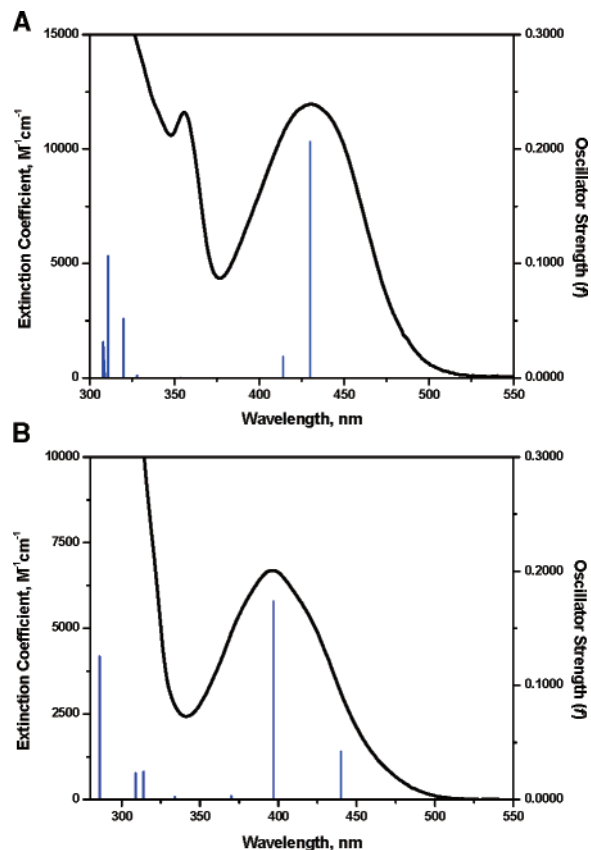 A
15000
10000
5000
0
Extinction Coefficient, M⁻¹cm⁻¹
0.3000
0.2000
0.1000
0.0000
Oscillator Strength (f)
300 350 400 450 500 550
Wavelength, nm
B
10000
7500
5000
2500
0
Extinction Coefficient, M⁻¹cm⁻¹
0.3000
0.2000
0.1000
0.0000
Oscillator Strength (f)
300 350 400 450 500 550
Wavelength, nm